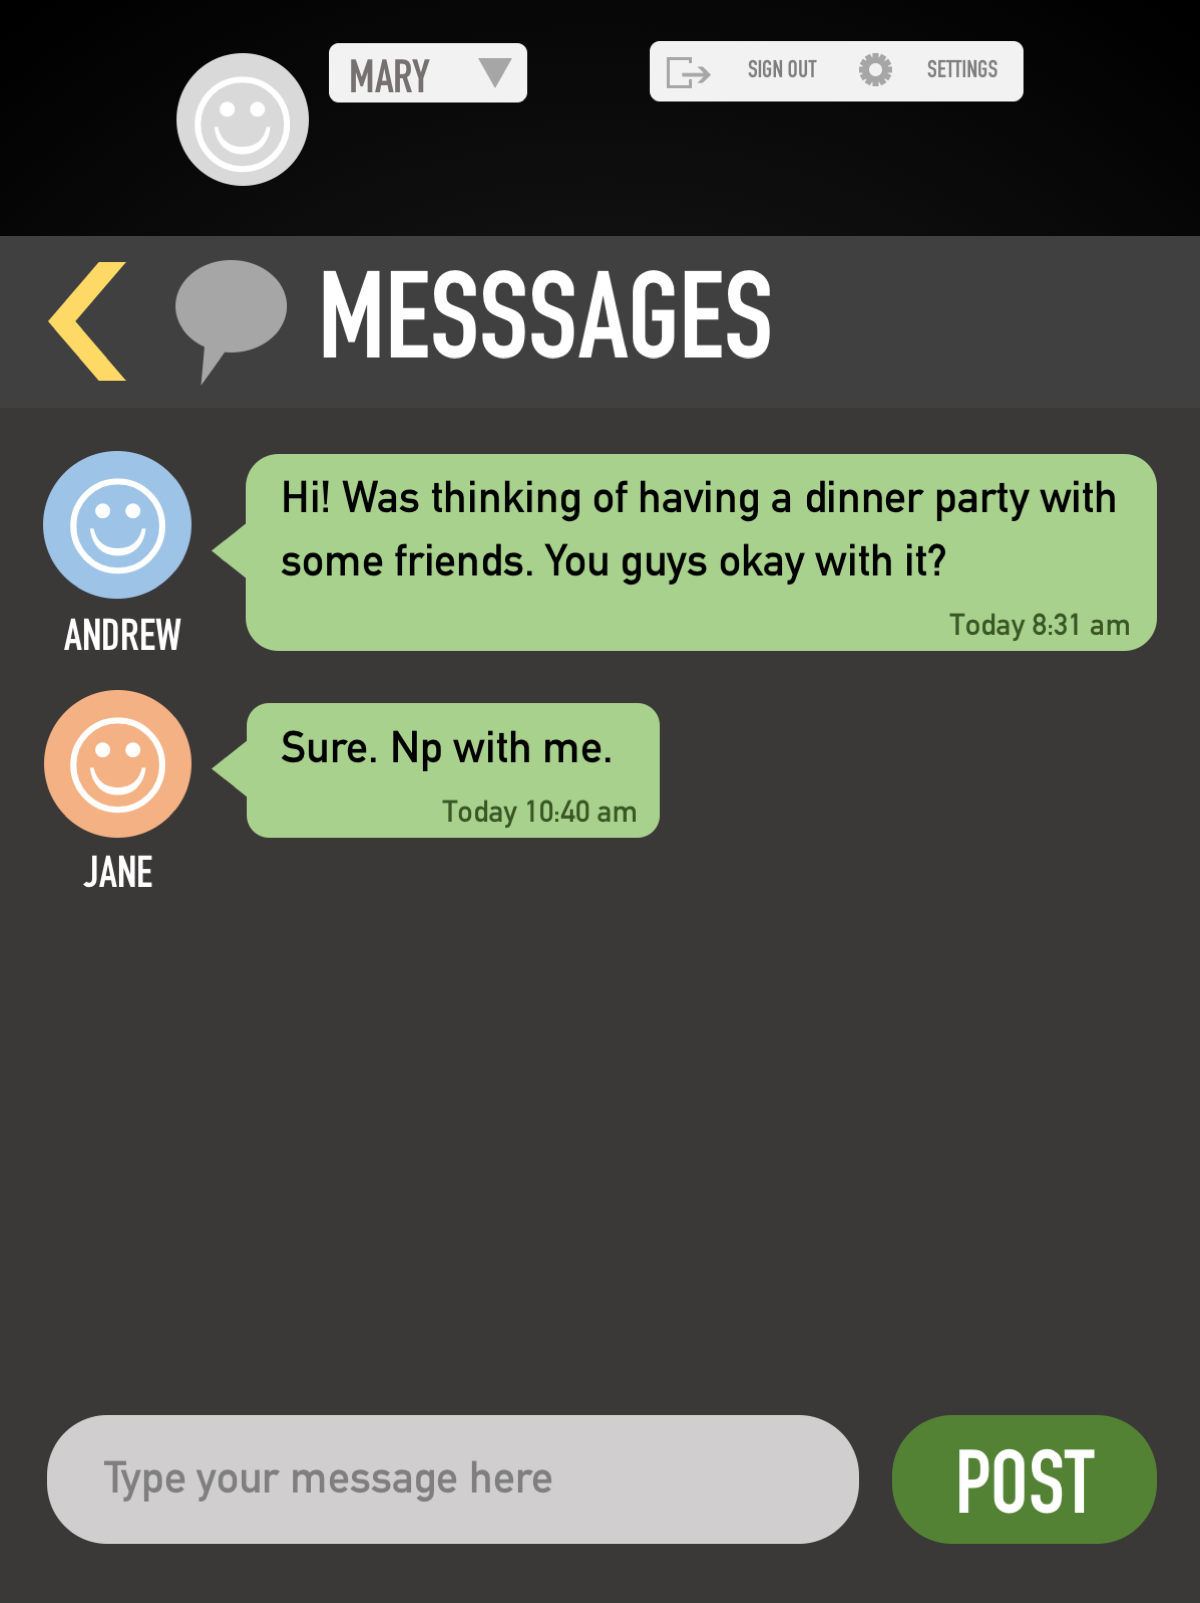 MARY
SIGN OUT
SETTINGS
MESSSAGES
Hi! Was thinking of having a dinner party with
some friends. You guys okay with it?
Today 8:31 am
ANDREW
Sure. Np with me.
Today 10:40 am
JANE
Type your message here
POST